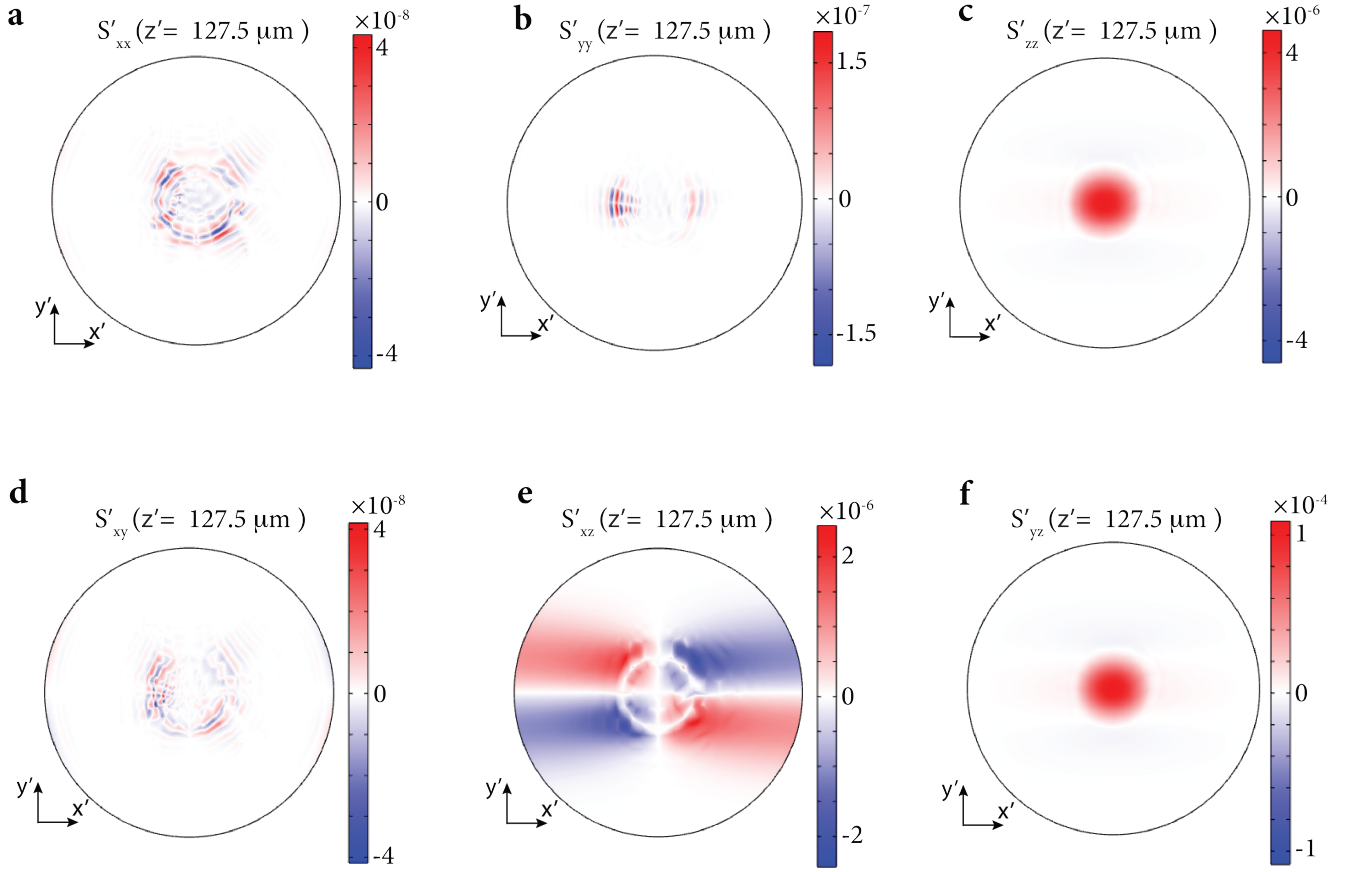 a
S′xx (z′= 127.5 µm )
×10-8
4
0
-4
y′
x′
b
S′yy (z′= 127.5 µm )
×10-7
1.5
0
-1.5
y′
x′
c
S′zz (z′= 127.5 µm )
×10-6
4
0
-4
y′
x′
d
S′xy (z′= 127.5 µm )
×10-8
4
0
-4
y′
x′
e
S′xz (z′= 127.5 µm )
×10-6
2
0
-2
y′
x′
f
S′yz (z′= 127.5 µm )
×10-4
1
0
-1
y′
x′